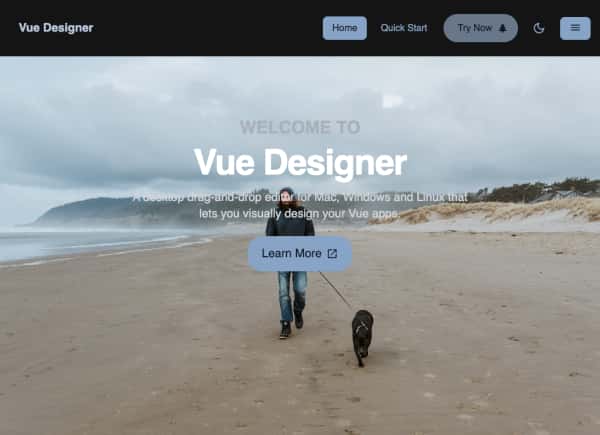 Vue Designer
Home
Quick Start
Try Now
WELCOME TO
Vue Designer
A desktop drag-and-drop editor for Mac, Windows and Linux that
lets you visually design your Vue apps.
Learn More